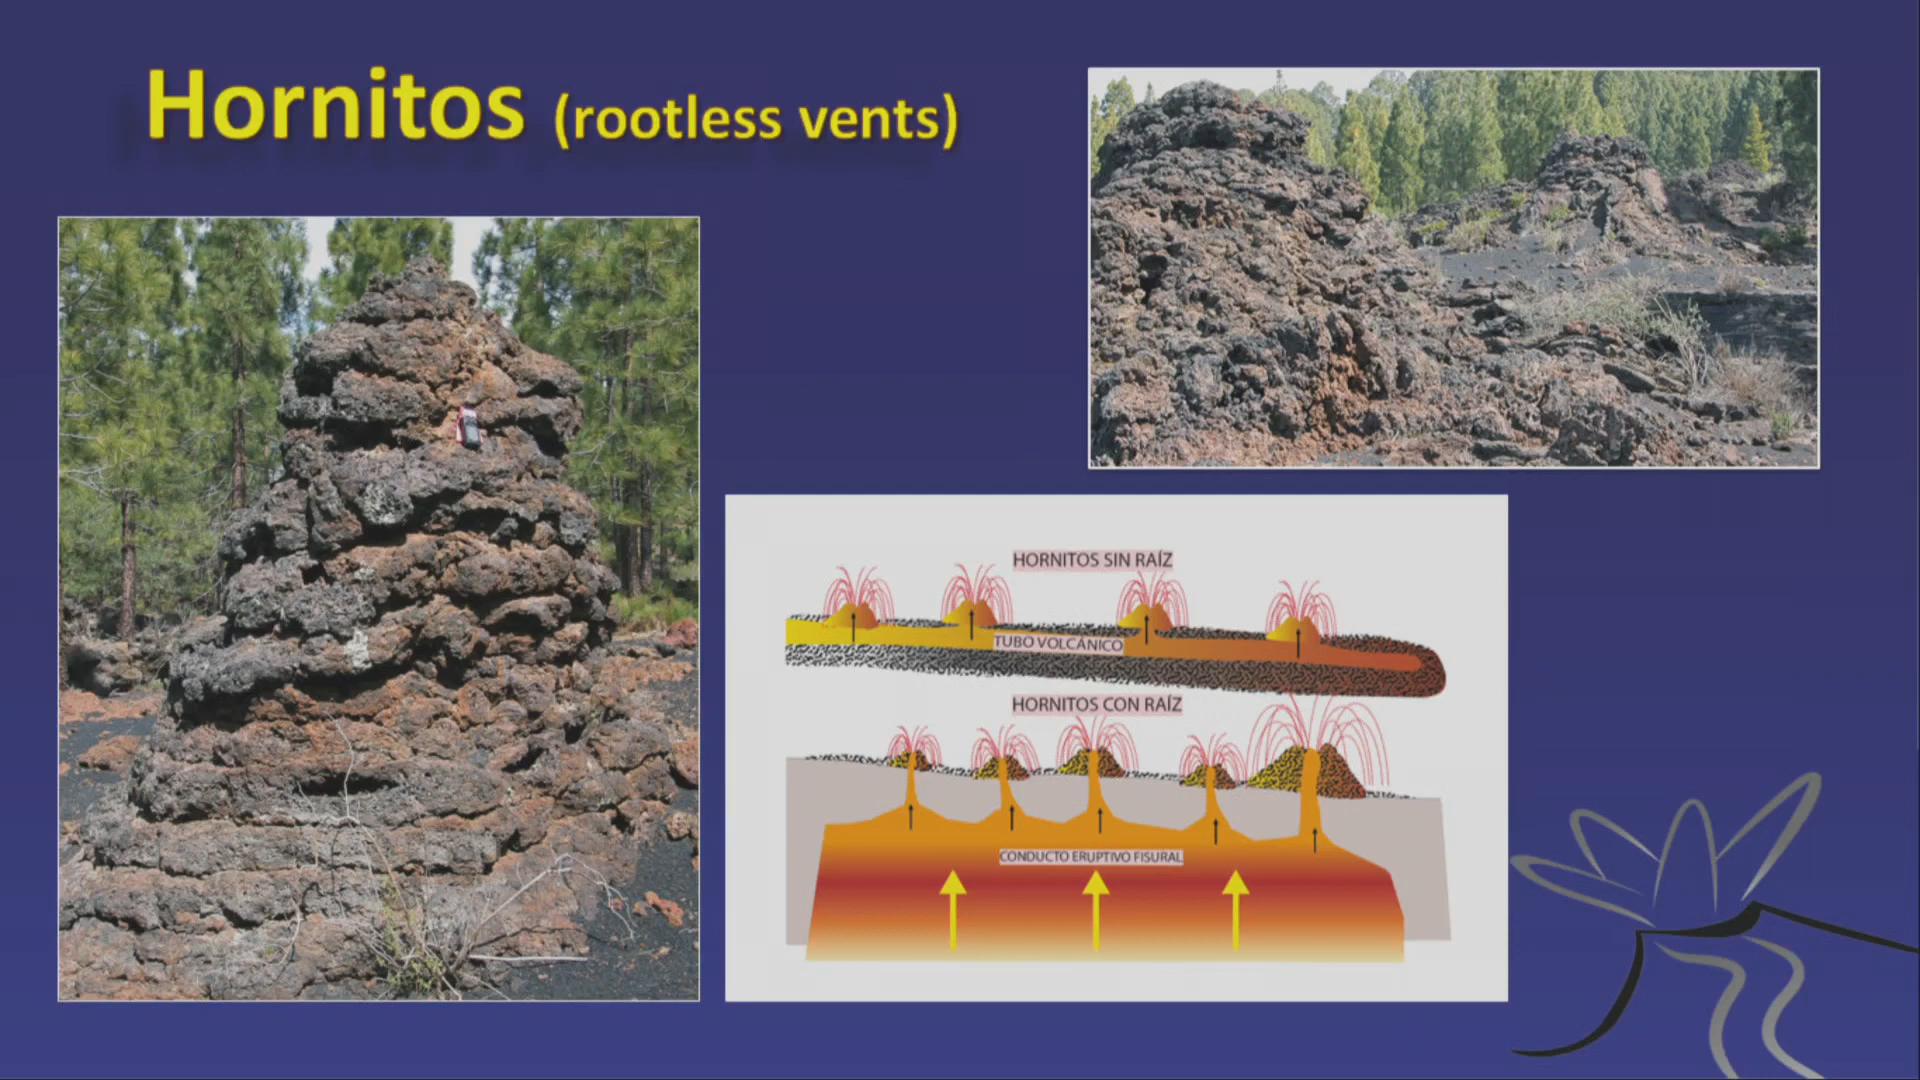 Hornitos (rootless vents)
HORNITOS SIN RAÍZ
TUBO VOLCÁNICO
HORNITOS CON RAÍZ
CONDUCTO ERUPTIVO FISURAL